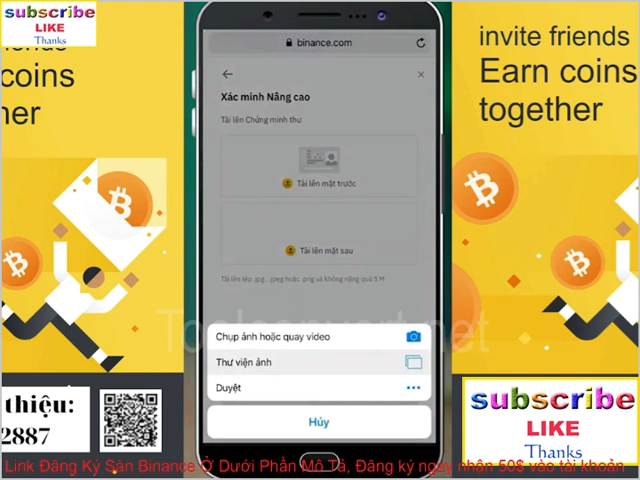 subscribe
LIKE
Thanks
coins
her
binance.com
Xác minh Nâng cao
Tải lên Chứng minh thư
Tải lên mặt trước
Tải lên mặt sau
Tải lên tệp .jpg, .jpeg hoặc .png và không nặng quá 5 M
Chụp ảnh hoặc quay video
Thư viện ảnh
Duyệt
Hủy
invite friends
Earn coins
together
thiệu:
2887
subscribe
LIKE
Thanks
Link Đăng Ký Sàn Binance Ở Dưới Phần Mô Tả, Đăng ký ngay nhận 50$ vào tài khoản